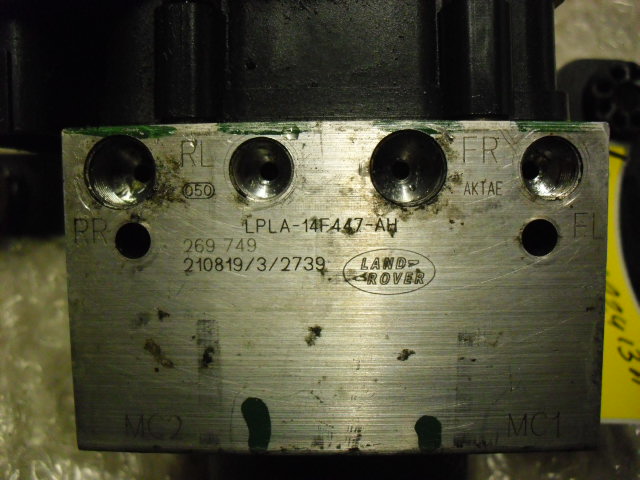 RL FR
050 AKTAE
LPLA-14F447-AH
RR FL
269 749
210819/3/2739
LAND-
ROVER
MC2 MC1